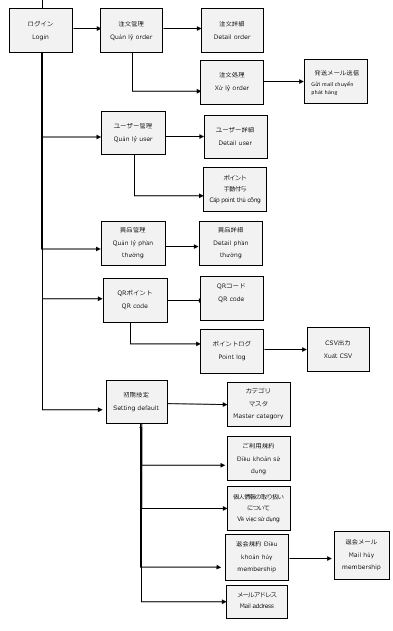 ログイン
Login
注文管理
Quản lý order
注文詳細
Detail order
注文処理
Xử lý order
発送メール送信
Gửi mail chuyển
phát hàng
ユーザー管理
Quản lý user
ユーザー詳細
Detail user
ポイント
手動付与
Cấp point thủ công
賞品管理
Quản lý phần
thưởng
賞品詳細
Detail phần
thưởng
QRポイント
QR code
QRコード
QR code
ポイントログ
Point log
CSV出力
Xuất CSV
初期設定
Setting default
カテゴリ
マスタ
Master category
ご利用規約
Điều khoản sử
dụng
個人情報の取り扱い
について
Về việc sử dụng
退会規約 Điều
khoản hủy
membership
退会メール
Mail hủy
membership
メールアドレス
Mail address